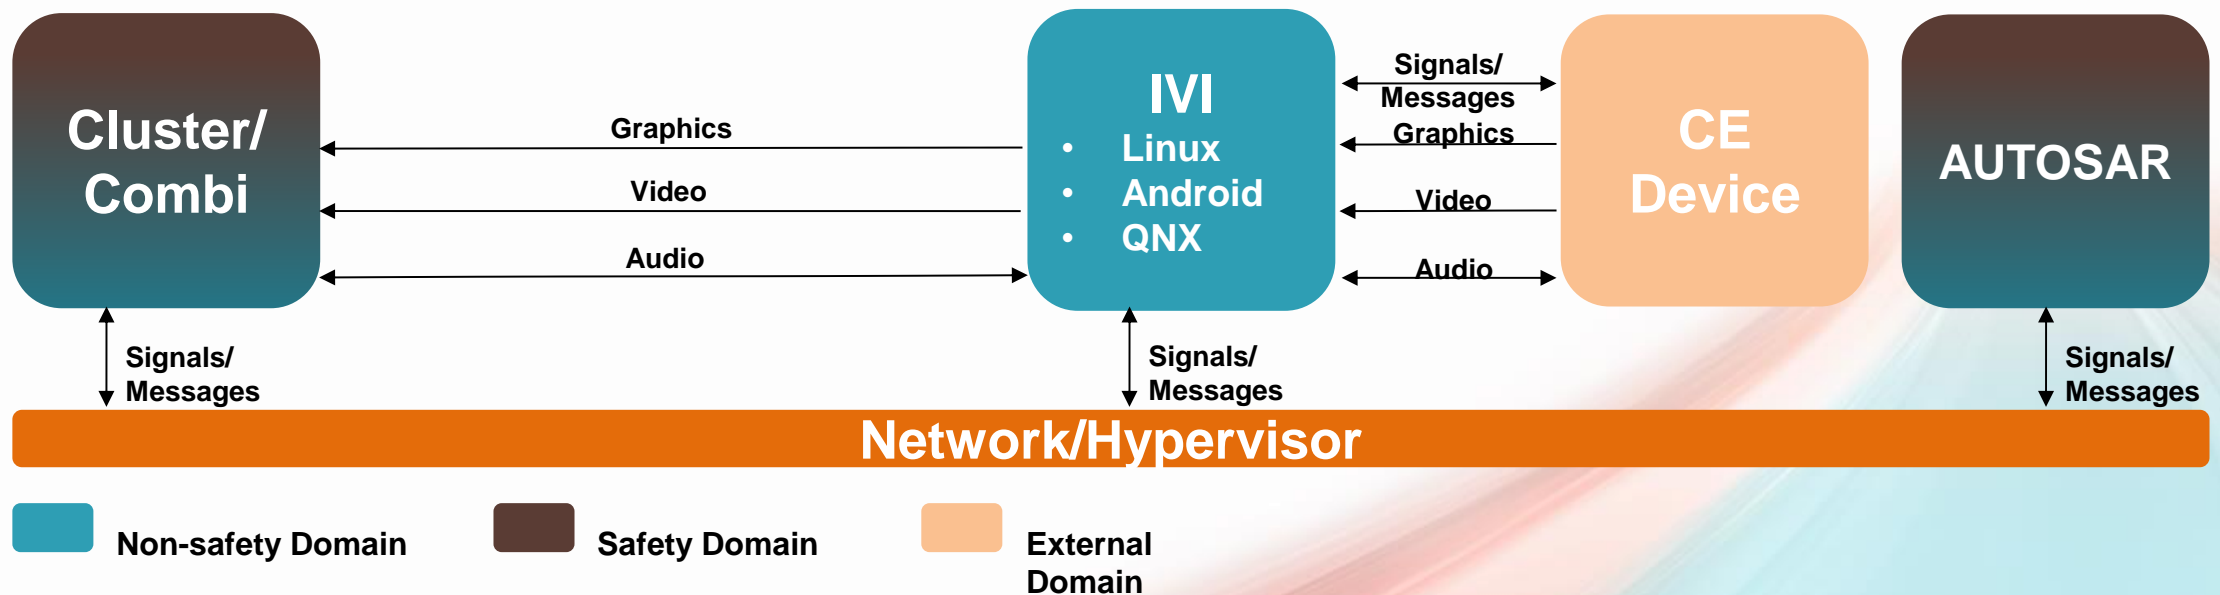 Cluster/
Combi
Graphics
Video
Audio
IVI
• Linux
• Android
• QNX
Signals/
Messages
Graphics
Video
Audio
CE
Device
AUTOSAR
Signals/
Messages
Signals/
Messages
Signals/
Messages
Network/Hypervisor
Non-safety Domain
Safety Domain
External
Domain